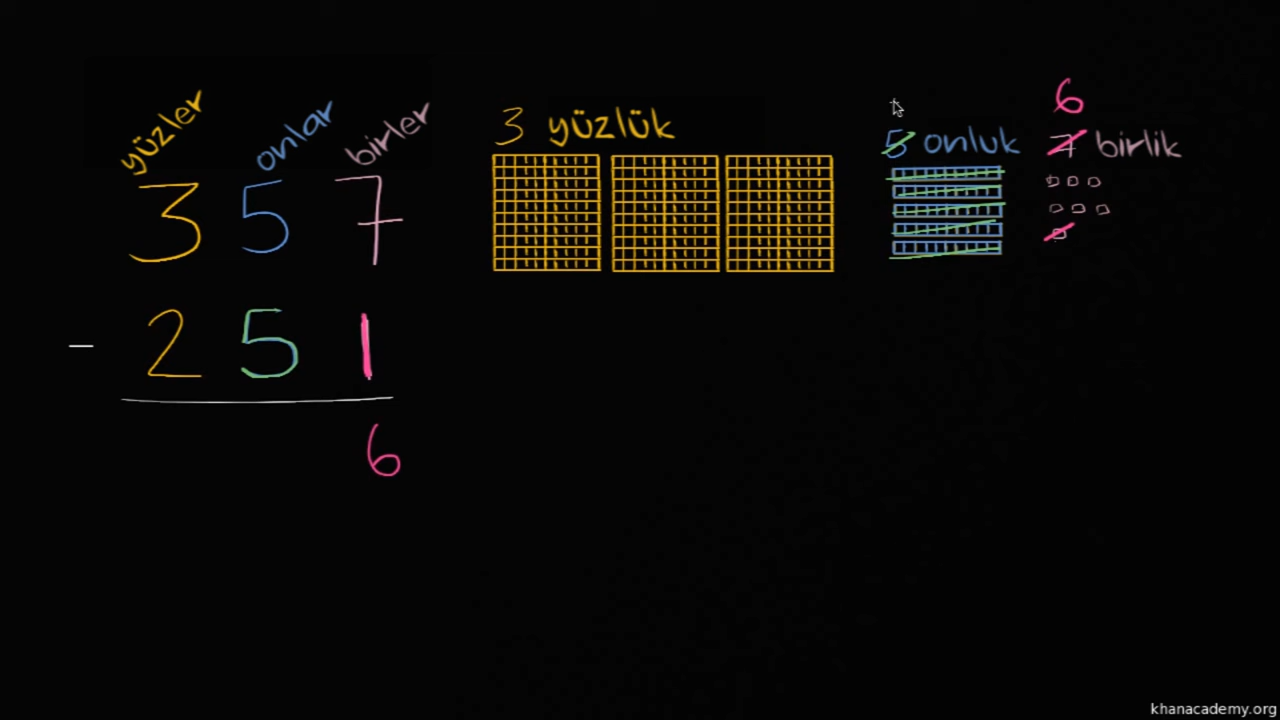 yüzler onlar birler
3 5 7
- 2 5 1
6
3 yüzlük
5 onluk
6
7 birlik
khanacademy.org